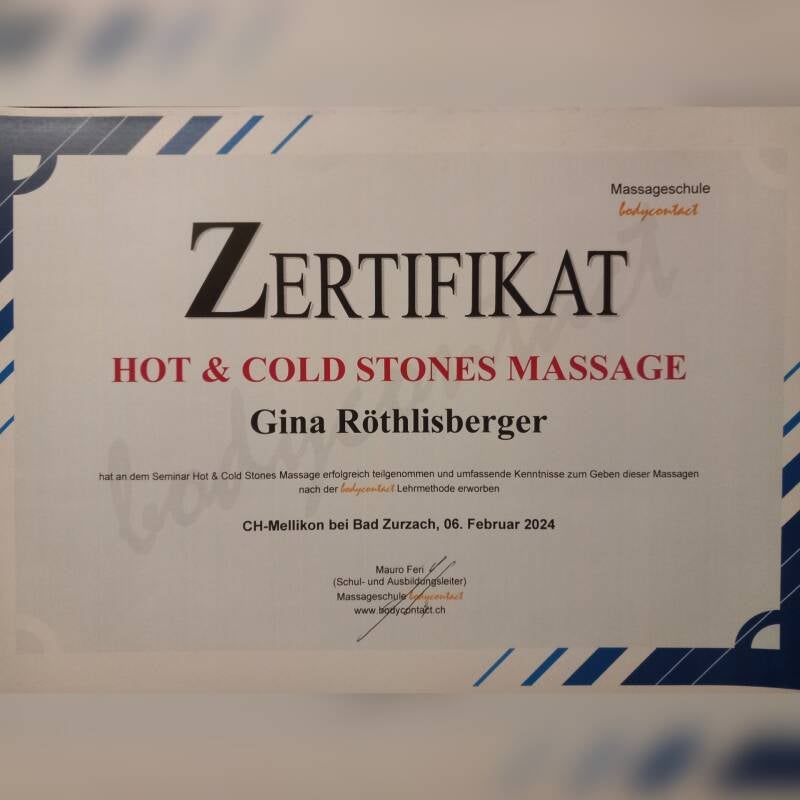 Massageschule
bodycontact
ZERTIFIKAT
HOT & COLD STONES MASSAGE
Gina Röthlisberger
hat an dem Seminar Hot & Cold Stones Massage erfolgreich teilgenommen und umfassende Kenntnisse zum Geben dieser Massagen
nach der bodycontact Lehrmethode erworben
CH-Mellikon bei Bad Zurzach, 06. Februar 2024
Mauro Feri
(Schul- und Ausbildungsleiter)
Massageschule bodycontact
www.bodycontact.ch
bodycontact